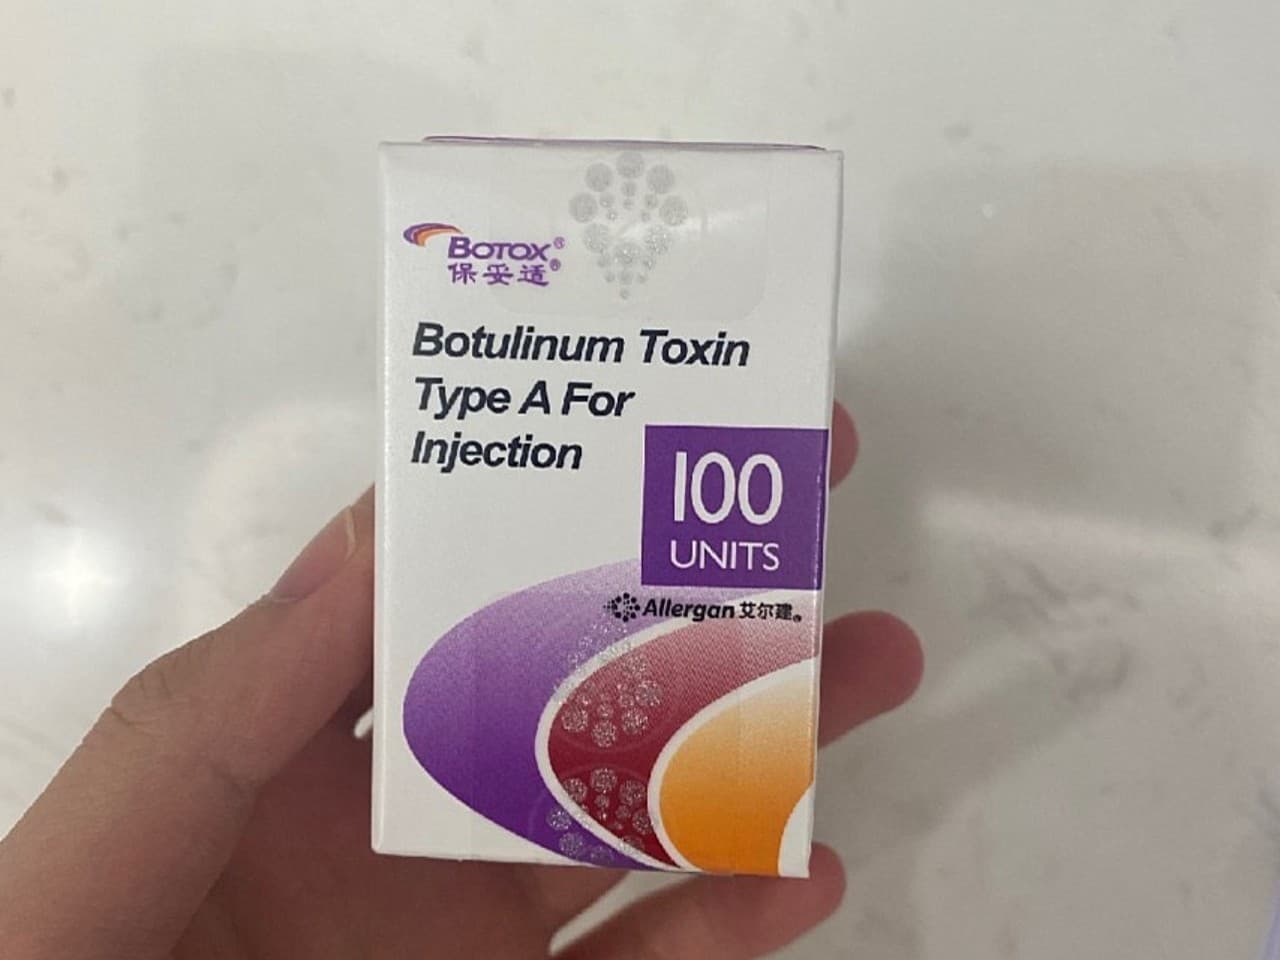 BOTOX®
保妥适®
Botulinum Toxin
Type A For
Injection
100
UNITS
Allergan 艾尔建®